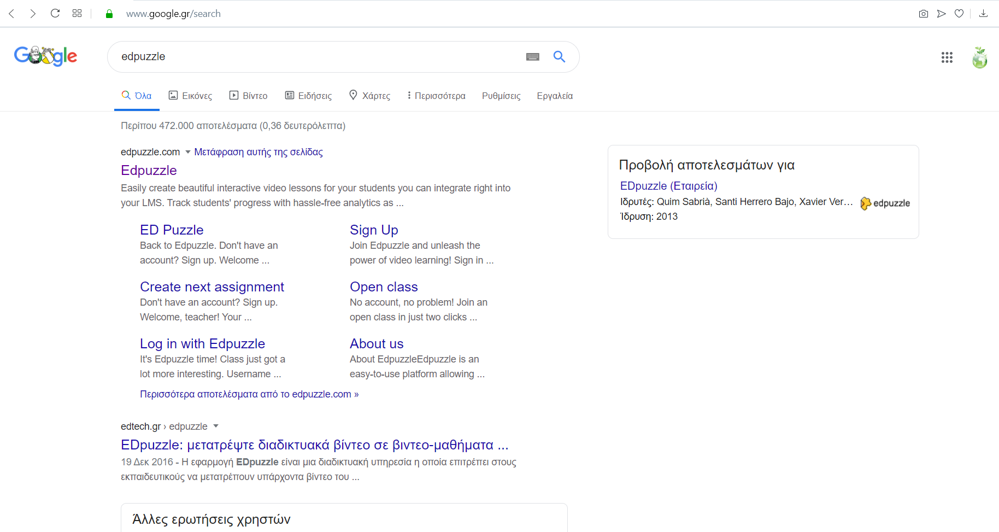 www.google.gr/search
Google
edpuzzle
Όλα Εικόνες Βίντεο Ειδήσεις Χάρτες Περισσότερα Ρυθμίσεις Εργαλεία
Περίπου 472.000 αποτελέσματα (0,36 δευτερόλεπτα)
edpuzzle.com Μετάφραση αυτής της σελίδας
Edpuzzle
Easily create beautiful interactive video lessons for your students you can integrate right into
your LMS. Track students' progress with hassle-free analytics as ...
ED Puzzle
Back to Edpuzzle. Don't have an
account? Sign up. Welcome ...
Sign Up
Join Edpuzzle and unleash the
power of video learning! Sign in ...
Create next assignment
Don't have an account? Sign up.
Welcome, teacher! Your ...
Open class
No account, no problem! Join an
open class in just two clicks ...
Log in with Edpuzzle
It's Edpuzzle time! Class just got a
lot more interesting. Username ...
About us
About EdpuzzleEdpuzzle is an
easy-to-use platform allowing ...
Περισσότερα αποτελέσματα από το edpuzzle.com »
edtech.gr › edpuzzle
EDpuzzle: μετατρέψτε διαδικτυακά βίντεο σε βιντεο-μαθήματα ...
19 Δεκ 2016 - Η εφαρμογή EDpuzzle είναι μια διαδικτυακή υπηρεσία η οποία επιτρέπει στους
εκπαιδευτικούς να μετατρέπουν υπάρχοντα βίντεο του ...
Άλλες ερωτήσεις χρηστών
Προβολή αποτελεσμάτων για
EDpuzzle (Εταιρεία)
Ιδρυτές: Quim Sabrià, Santi Herrero Bajo, Xavier Ver...
Ίδρυση: 2013
edpuzzle